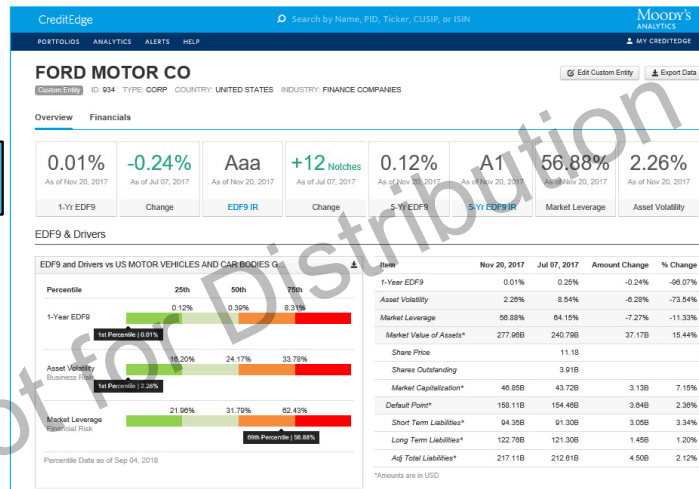 CreditEdge
Search by Name, PID, Ticker, CUSIP, or ISIN
MOODY'S
ANALYTICS
PORTFOLIOS ANALYTICS ALERTS HELP
MY CREDITEDGE
FORD MOTOR CO
Edit Custom Entity
Export Data
Custom Entity ID: 934 TYPE: CORP COUNTRY: UNITED STATES INDUSTRY: FINANCE COMPANIES
Overview Financials
0.01% -0.24% Aaa +12 Notches 0.12% A1 56.88% 2.26%
As of Nov 20, 2017 As of Jul 07, 2017 As of Nov 20, 2017 As of Jul 07, 2017 As of Nov 20, 2017 As of Nov 20, 2017 As of Nov 20, 2017 As of Nov 20, 2017
1-Yr EDF9 Change EDF9 IR Change 5-Yr EDF9 5-Yr EDF9 IR Market Leverage Asset Volatility
EDF9 & Drivers
EDF9 and Drivers vs US MOTOR VEHICLES AND CAR BODIES G...
Percentile 25th 50th 75th
0.12% 0.39% 8.31%
1-Year EDF9
1st Percentile | 0.01%
16.20% 24.17% 33.78%
Asset Volatility
Business Risk
1st Percentile | 2.26%
21.96% 31.79% 62.43%
Market Leverage
Financial Risk
69th Percentile | 56.88%
Percentile Data as of Sep 04, 2018
Item Nov 20, 2017 Jul 07, 2017 Amount Change % Change
1-Year EDF9 0.01% 0.25% -0.24% -96.07%
Asset Volatility 2.26% 8.54% -6.28% -73.54%
Market Leverage 56.88% 64.15% -7.27% -11.33%
Market Value of Assets* 277.96B 240.79B 37.17B 15.44%
Share Price 11.18
Shares Outstanding 3.91B
Market Capitalization* 46.85B 43.72B 3.13B 7.15%
Default Point* 158.11B 154.46B 3.64B 2.36%
Short Term Liabilities* 94.35B 91.30B 3.05B 3.34%
Long Term Liabilities* 122.76B 121.30B 1.45B 1.20%
Adj Total Liabilities* 217.11B 212.61B 4.50B 2.12%
*Amounts are in USD
Not for Distribution